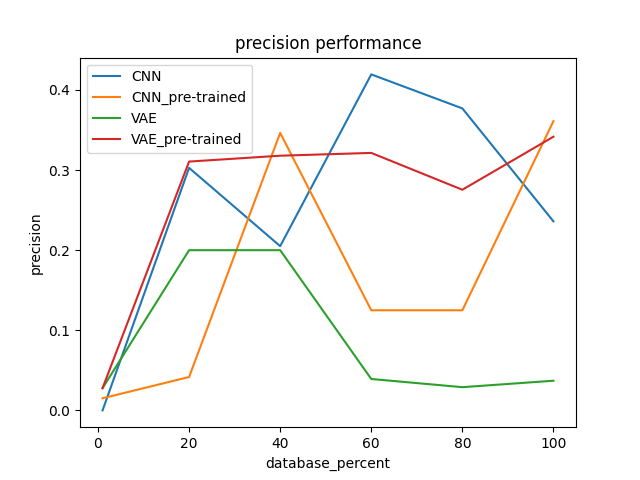 precision performance
CNN
CNN_pre-trained
VAE
VAE_pre-trained
precision
0.4
0.3
0.2
0.1
0.0
0 20 40 60 80 100
database_percent